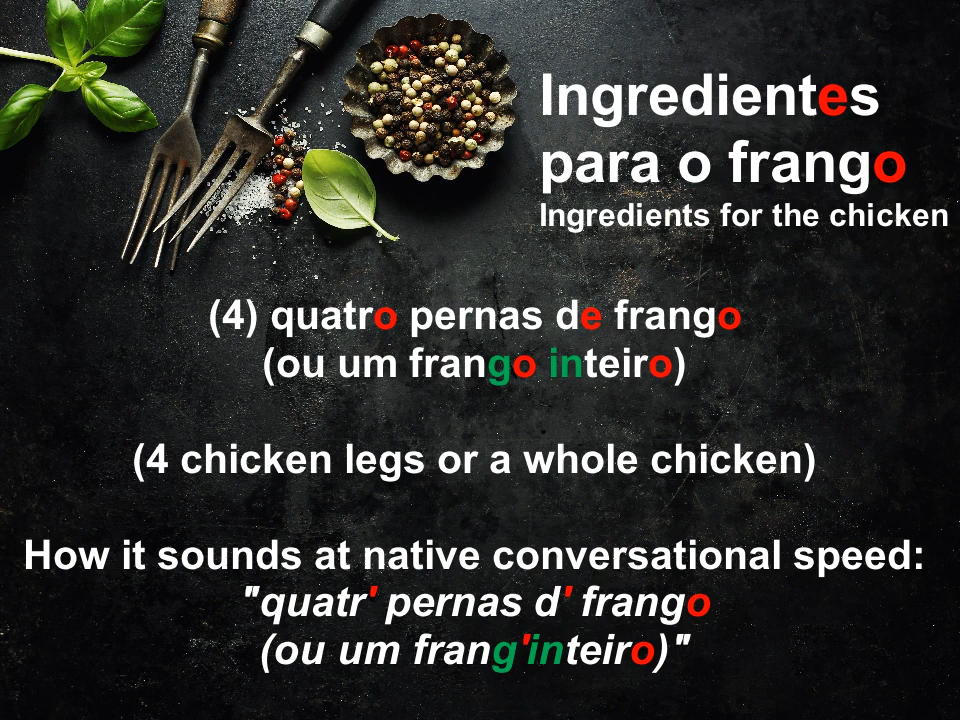 Ingredientes
para o frango
Ingredients for the chicken
(4) quatro pernas de frango
(ou um frango inteiro)
(4 chicken legs or a whole chicken)
How it sounds at native conversational speed:
"quatr' pernas d' frango
(ou um frang'inteiro)"